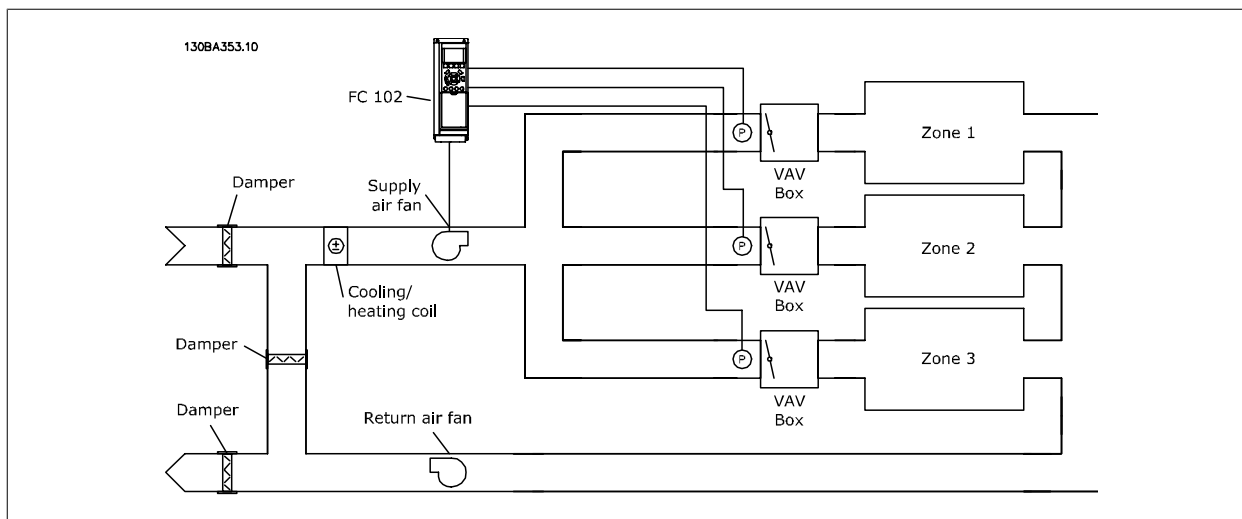 130BA353.10
FC 102
Damper
Supply
air fan
Cooling/
heating coil
Damper
Damper
Return air fan
P
VAV
Box
Zone 1
P
VAV
Box
Zone 2
P
VAV
Box
Zone 3